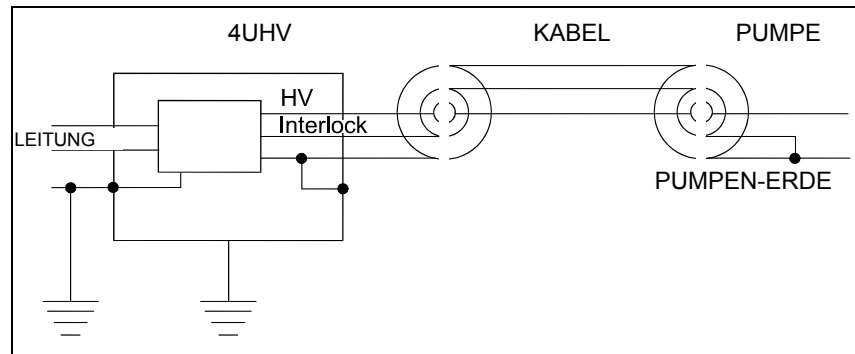 4UHV
KABEL
PUMPE
HV
Interlock
LEITUNG
PUMPEN-ERDE